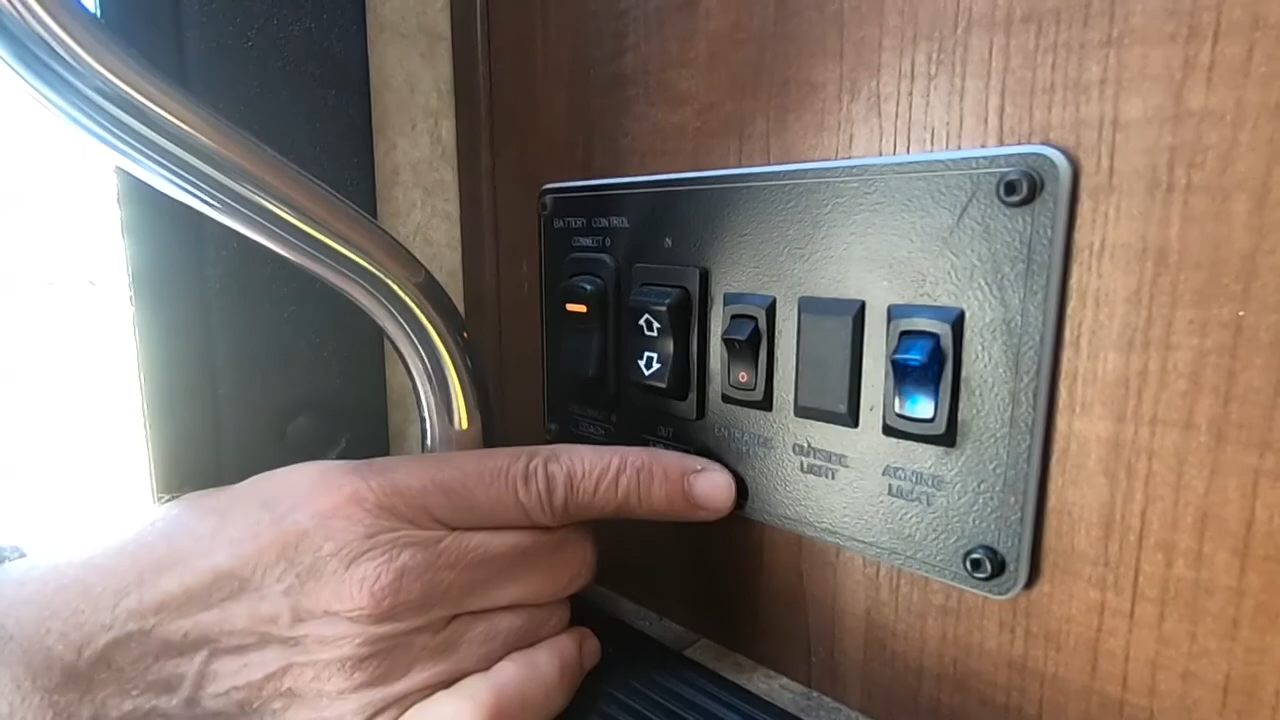 BATTERY CONTROL
CONNECT
IN
OUT
COACH
ENTRANCE
OUTSIDE
LIGHT
AWNING
LIGHT